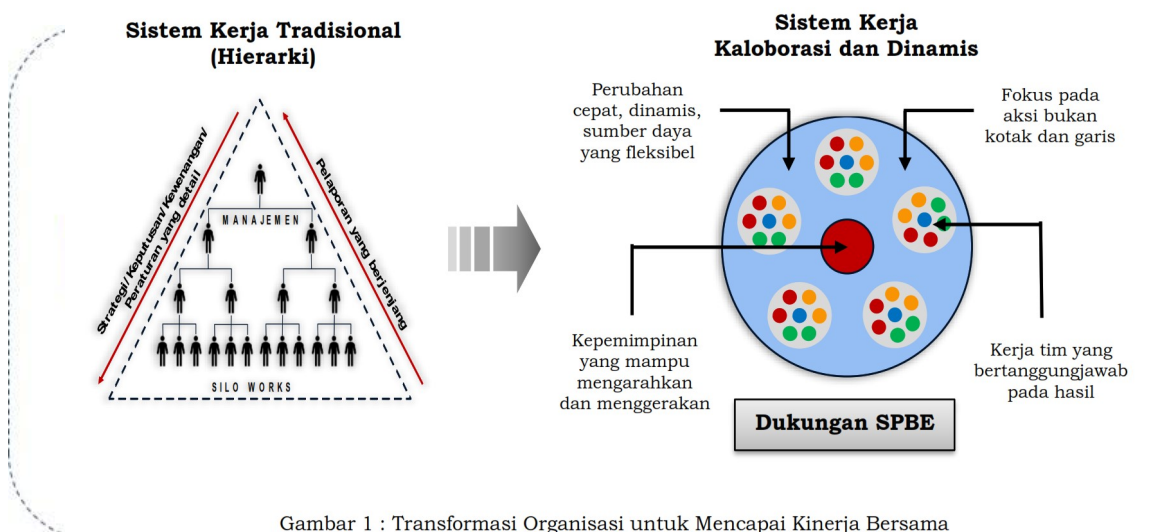 Sistem Kerja Tradisional
(Hierarki)
Strategi/Keputusan/Kewenangan/
Peraturan yang detail
Pelaporan yang berjenjang
MANAJEMEN
SILO WORKS
Sistem Kerja
Kaloborasi dan Dinamis
Perubahan
cepat, dinamis,
sumber daya
yang fleksibel
Fokus pada
aksi bukan
kotak dan garis
Kepemimpinan
yang mampu
mengarahkan
dan menggerakan
Kerja tim yang
bertanggungjawab
pada hasil
Dukungan SPBE
Gambar 1 : Transformasi Organisasi untuk Mencapai Kinerja Bersama